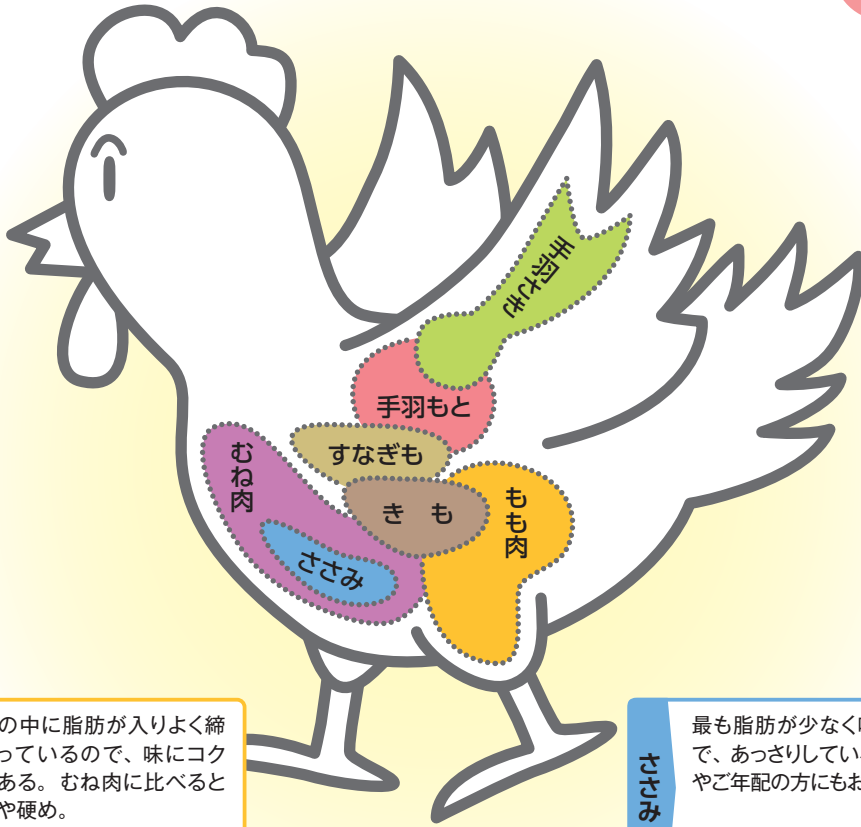 手羽さき
手羽もと
すなぎも
むね肉
きも
もも肉
ささみ
の中に脂肪が入りよく締
っているので、味にコク
ある。むね肉に比べると
や硬め。
ささみ
最も脂肪が少なく
で、あっさりしてい
やご年配の方にもお